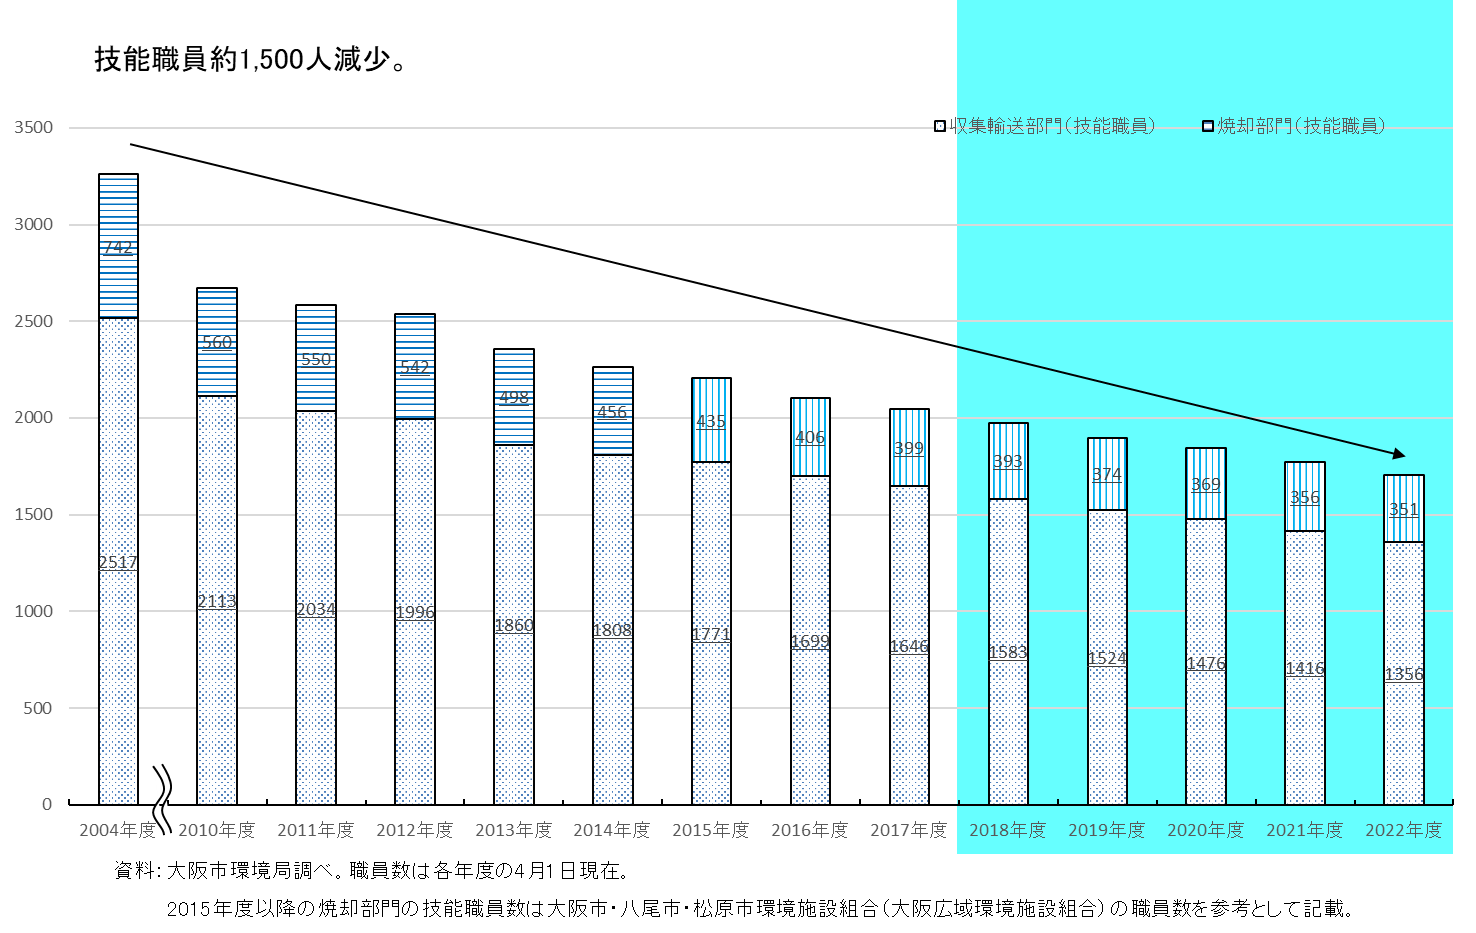 技能職員約1,500人減少。
収集輸送部門(技能職員) 焼却部門(技能職員)
3500
3000
2500
2000
1500
1000
500
0
742 560 550 542 498 456 435 406 399 393 374 369 356 351
2517 2113 2034 1996 1860 1808 1771 1699 1646 1583 1524 1476 1416 1356
2004年度 2010年度 2011年度 2012年度 2013年度 2014年度 2015年度 2016年度 2017年度 2018年度 2019年度 2020年度 2021年度 2022年度
資料:大阪市環境局調べ。職員数は各年度の4月1日現在。
2015年度以降の焼却部門の技能職員数は大阪市・八尾市・松原市環境施設組合(大阪広域環境施設組合)の職員数を参考として記載。